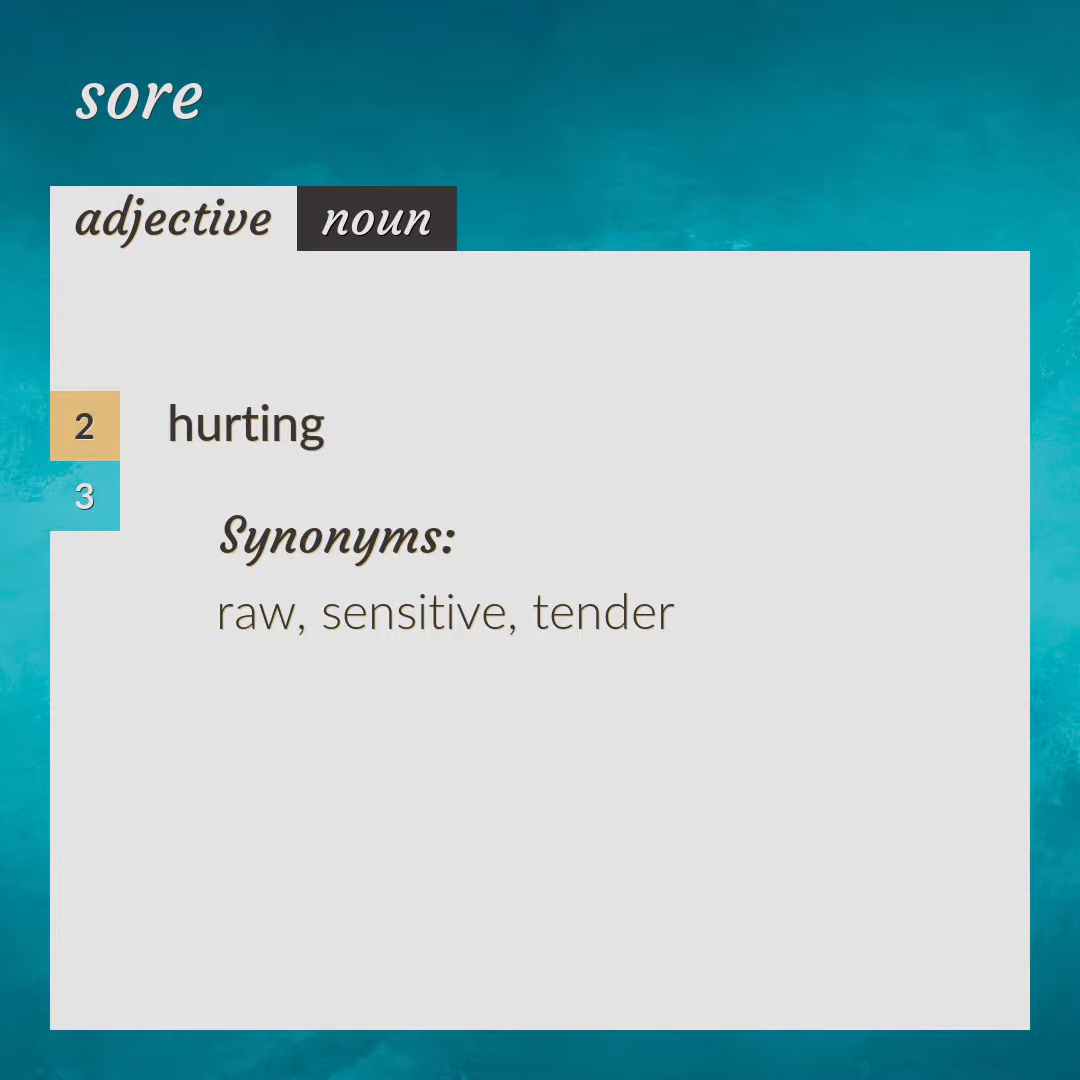 sore
adjective noun
2 hurting
3
Synonyms:
raw, sensitive, tender